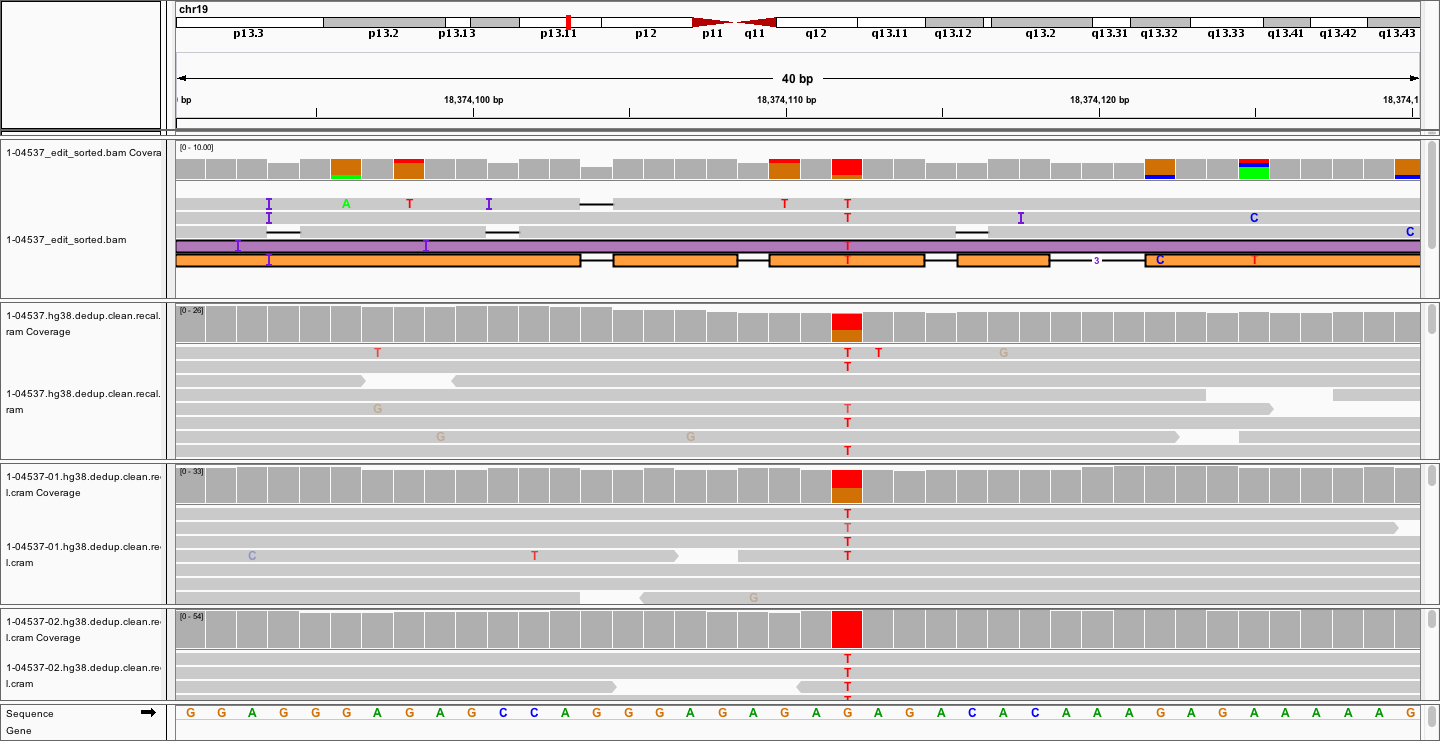 chr19
p13.3 p13.2 p13.13 p13.11 p12 p11 q11 q12 q13.11 q13.12 q13.2 q13.31 q13.32 q13.33 q13.41 q13.42 q13.43
40 bp
bp 18,374,100 bp 18,374,110 bp 18,374,120 bp 18,374,1
1-04537_edit_sorted.bam Covera
[0 - 10.00]
I A T I T T
I T I C
C
1-04537_edit_sorted.bam
I I T
I T 3 C T
1-04537.hg38.dedup.clean.recal.
ram Coverage
[0 - 26]
T T T G
T
1-04537.hg38.dedup.clean.recal.
ram
G T
T
G G
T
1-04537-01.hg38.dedup.clean.re
l.cram Coverage
[0 - 33]
T
T
T
1-04537-01.hg38.dedup.clean.re
l.cram
C T T
G
1-04537-02.hg38.dedup.clean.re
l.cram Coverage
[0 - 54]
1-04537-02.hg38.dedup.clean.re
l.cram
T
T
T
T
Sequence
G G A G G G A G A G C C A G G G A G A G A G A G A C A C A A A G A G A A A A A G
Gene